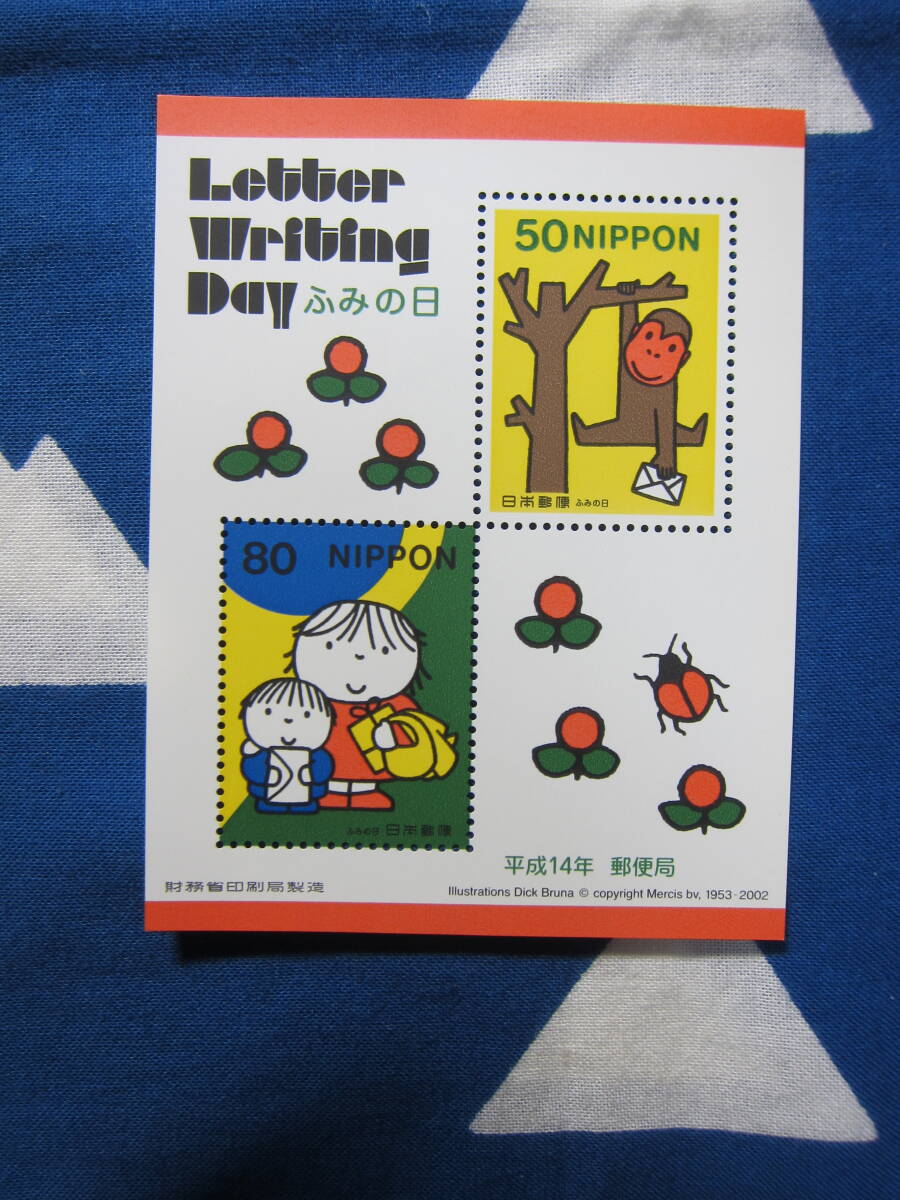 Letter
Writing
Day ふみの日
50 NIPPON
日本郵便 ふみの日
80 NIPPON
ふみの日 日本郵便
平成14年 郵便局
財務省印刷局製造
Illustrations Dick Bruna © copyright Mercis bv, 1953-2002